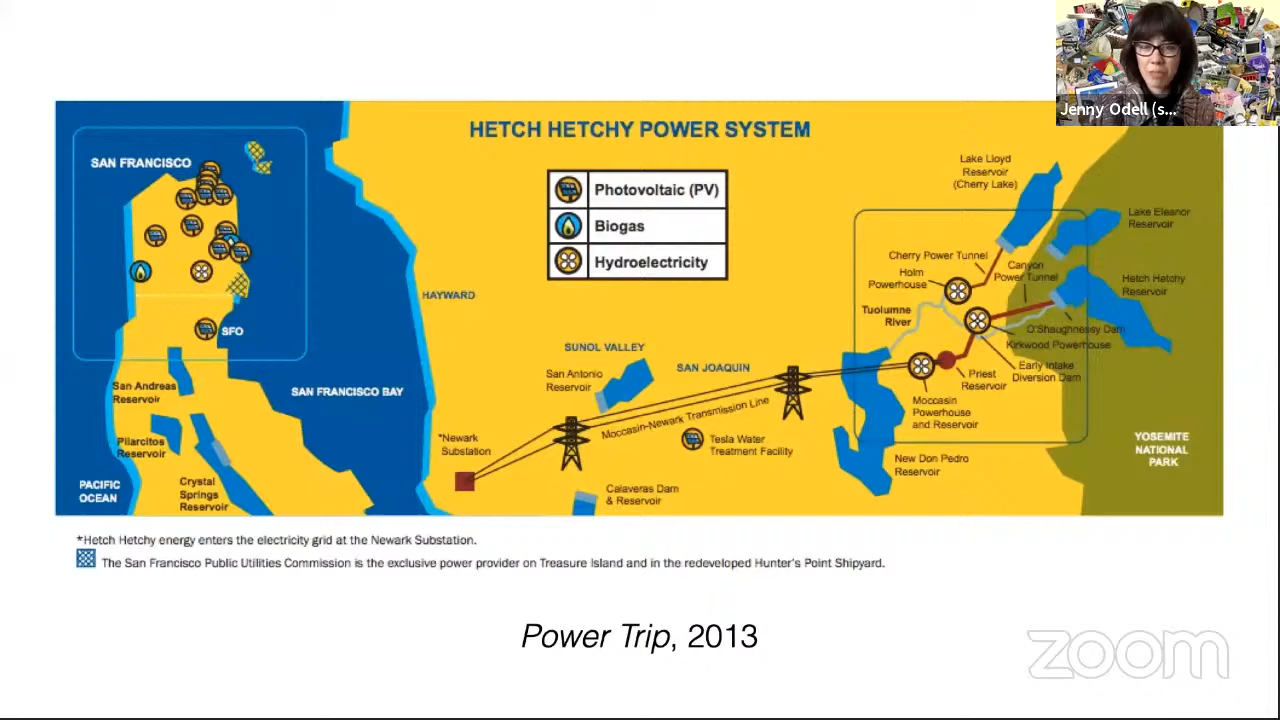 Jenny Odell (s...
HETCH HETCHY POWER SYSTEM
SAN FRANCISCO
Photovoltaic (PV)
Biogas
Hydroelectricity
Lake Lloyd
Reservoir
(Cherry Lake)
Lake Eleanor
Reservoir
Cherry Power Tunnel
Canyon
Power Tunnel
Holm
Powerhouse
Hetch Hetchy
Reservoir
Tuolumne
River
HAYWARD
SFO
O'Shaughnessy Dam
Kirkwood Powerhouse
SUNOL VALLEY
SAN JOAQUIN
Early Intake
Diversion Dam
San Antonio
Reservoir
Priest
Reservoir
San Andreas
Reservoir
SAN FRANCISCO BAY
Moccasin
Powerhouse
and Reservoir
Moccasin-Newark Transmission Line
*Newark
Substation
Tesla Water
Treatment Facility
Pilarcitos
Reservoir
YOSEMITE
NATIONAL
PARK
New Don Pedro
Reservoir
PACIFIC
OCEAN
Crystal
Springs
Reservoir
Calaveras Dam
& Reservoir
*Hetch Hetchy energy enters the electricity grid at the Newark Substation.
The San Francisco Public Utilities Commission is the exclusive power provider on Treasure Island and in the redeveloped Hunter's Point Shipyard.
Power Trip, 2013
zoom